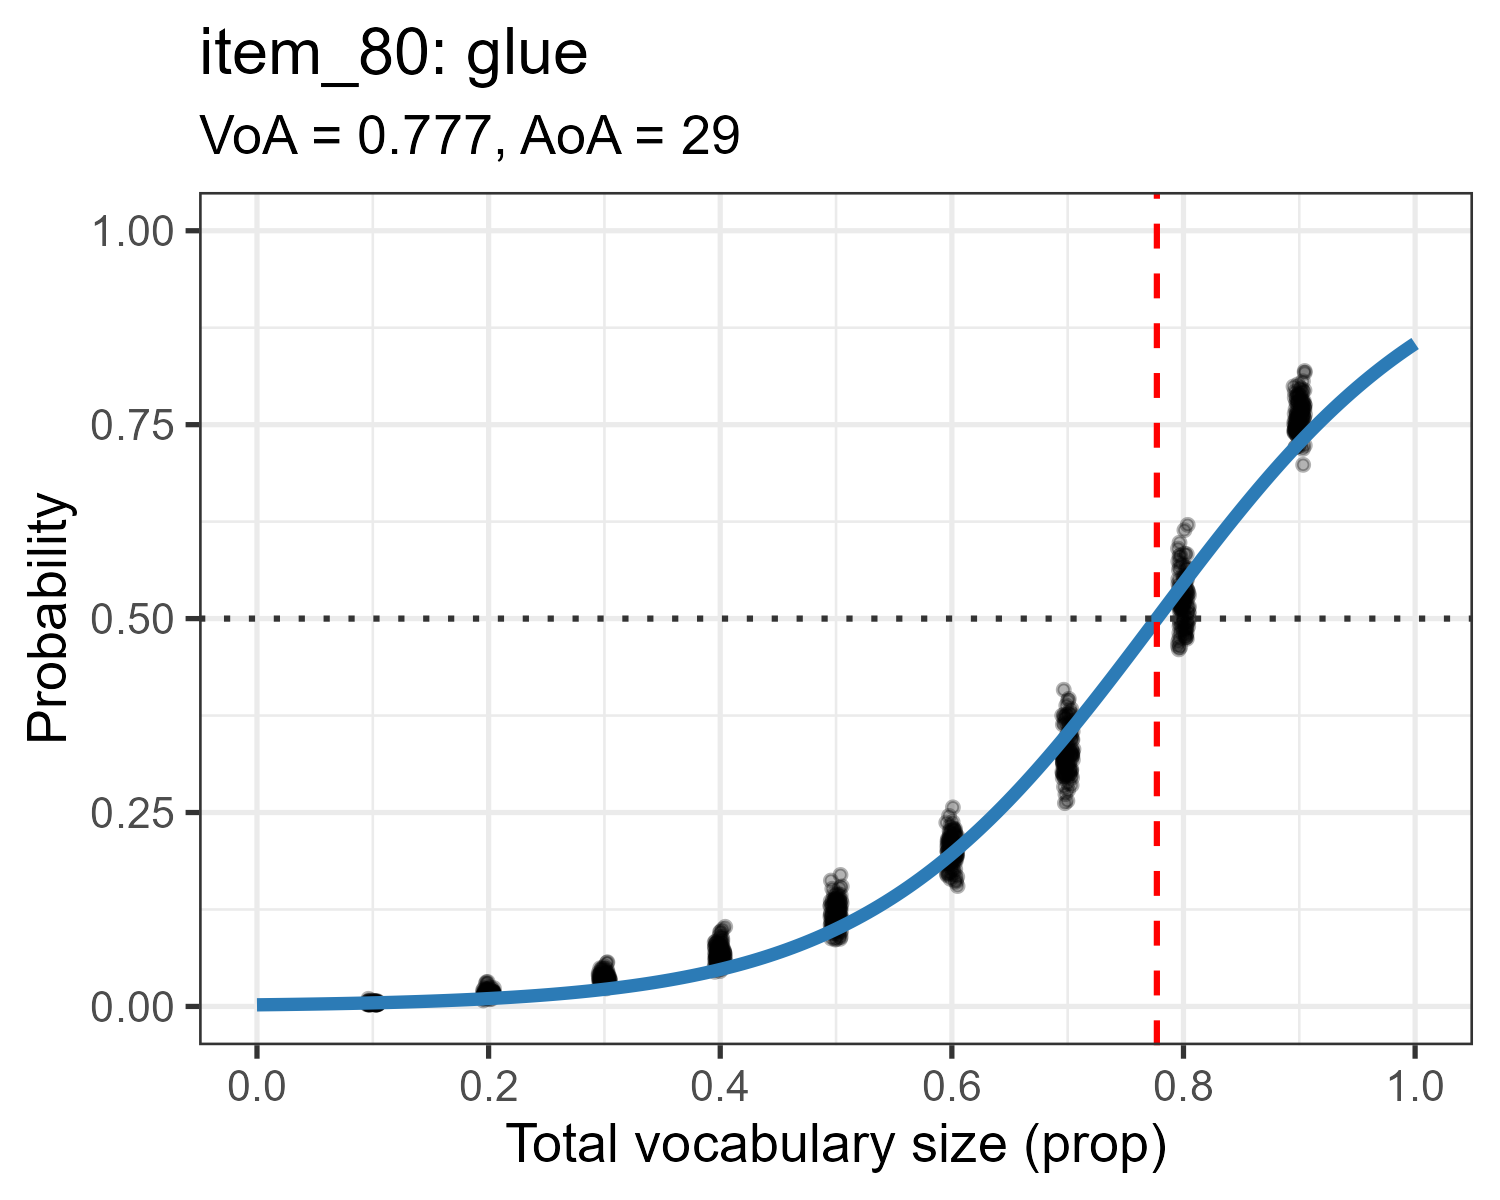 item_80: glue
VoA = 0.777, AoA = 29
1.00
0.75
0.50
0.25
0.00
Probability
0.0 0.2 0.4 0.6 0.8 1.0
Total vocabulary size (prop)